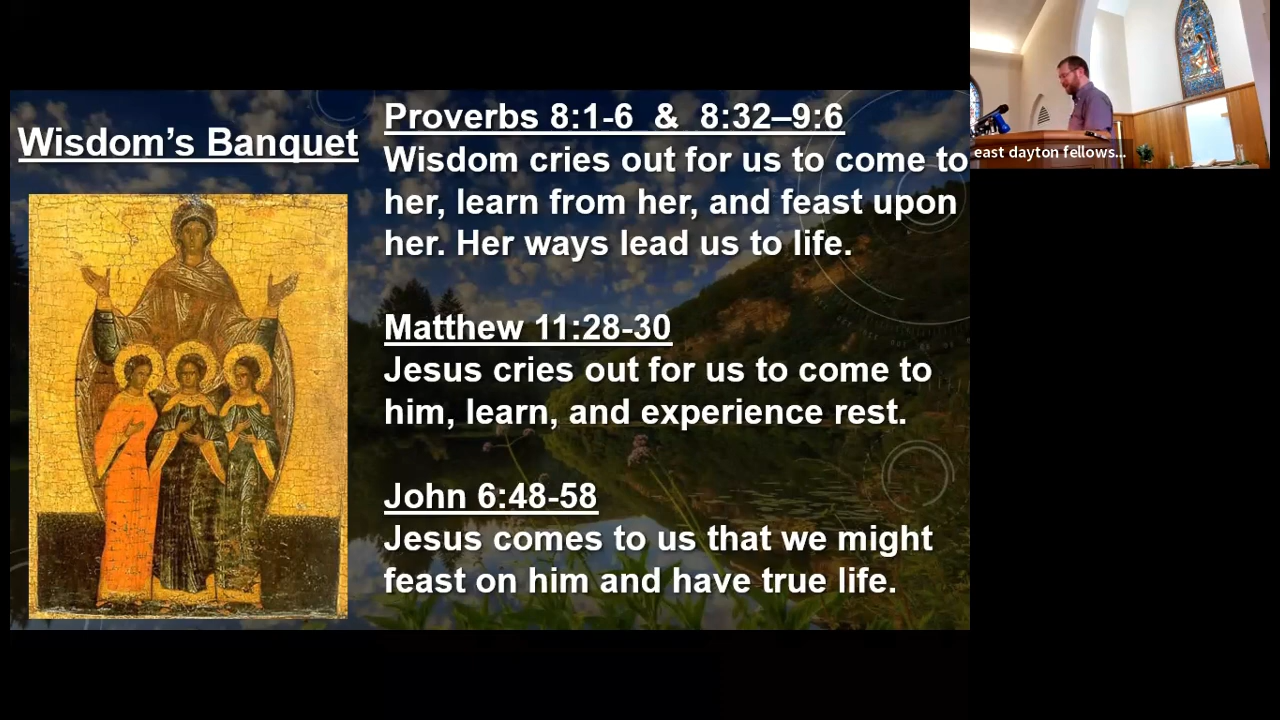 Wisdom’s Banquet
Proverbs 8:1-6 & 8:32–9:6
Wisdom cries out for us to come to
her, learn from her, and feast upon
her. Her ways lead us to life.
Matthew 11:28-30
Jesus cries out for us to come to
him, learn, and experience rest.
John 6:48-58
Jesus comes to us that we might
feast on him and have true life.
east dayton fellows...